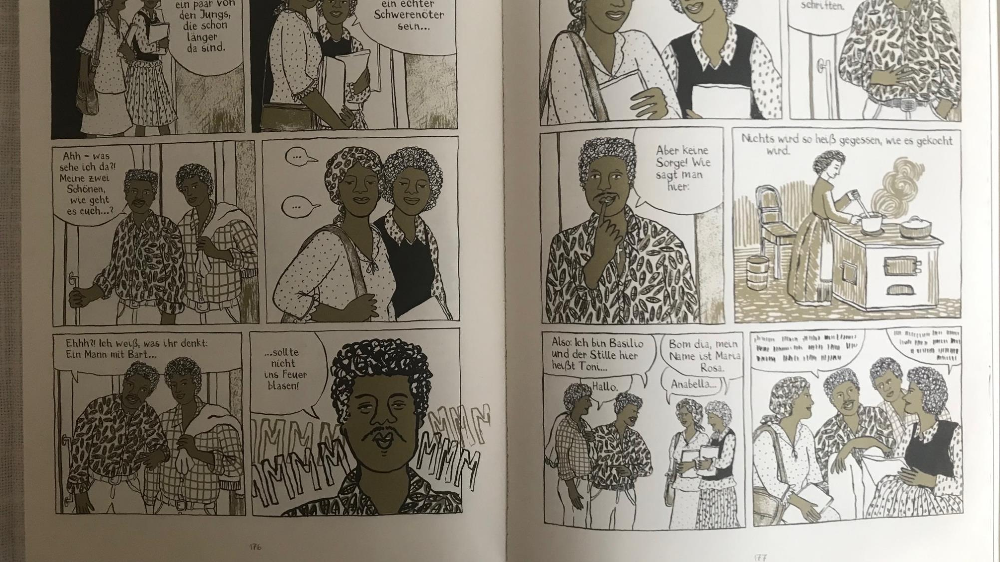 ein paar von
den Jungs,
die schon
länger
da sind.
ein echter
Schwerenöter
sein...
Ahh - was
sehe ich da?!
Meine zwei
Schönen,
wie geht
es euch...?
...
...
Ehhh?! Ich weiß, was ihr denkt:
Ein Mann mit Bart...
...sollte
nicht
ins Feuer
blasen!
MMMM
MMMM
MMMM
MMMM
176
schritten.
Aber keine
Sorge! Wie
sagt man
hier:
Nichts wird so heiß gegessen, wie es gekocht
wird.
Also: Ich bin Basilio
und der Stille hier
heißt Toni...
Hallo.
Bom dia, mein
Name ist Maria
Rosa.
Anabella...
177